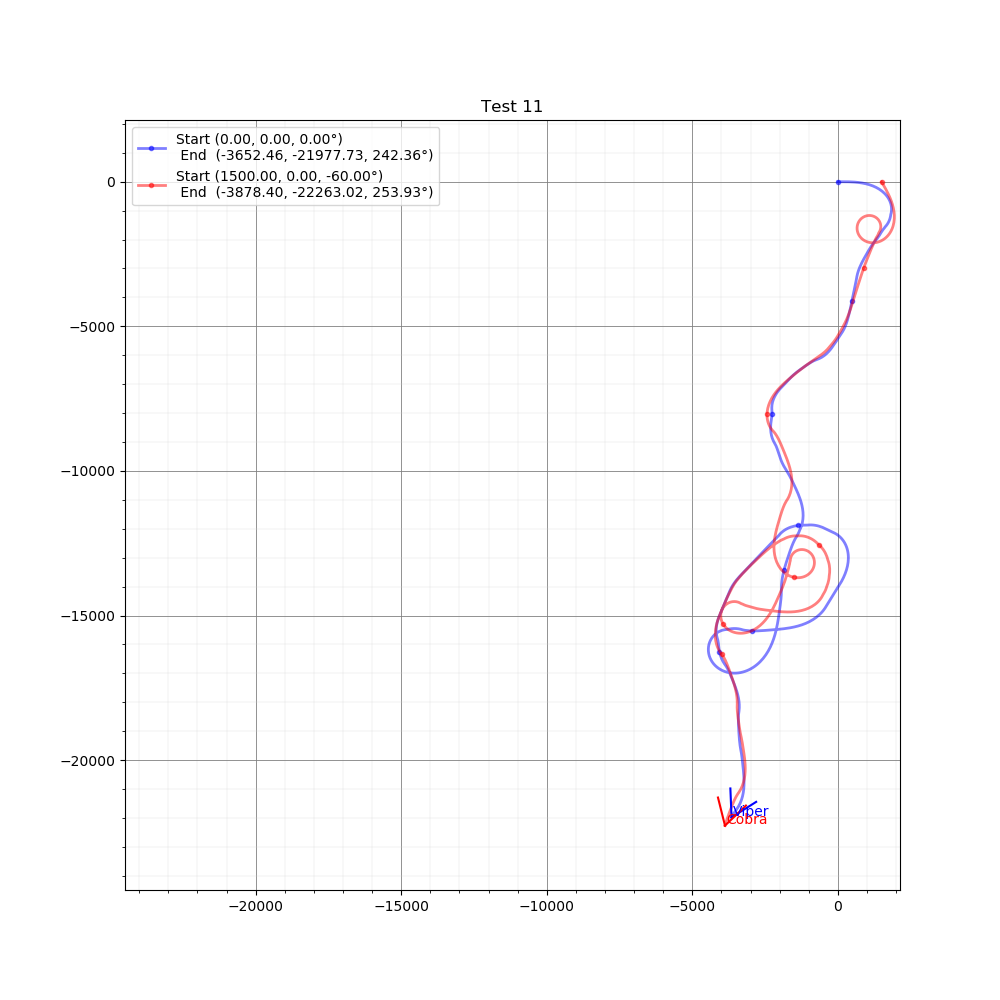 Test 11
Start (0.00, 0.00, 0.00°)
End (-3652.46, -21977.73, 242.36°)
Start (1500.00, 0.00, -60.00°)
End (-3878.40, -22263.02, 253.93°)
0
−5000
−10000
−15000
−20000
Viper
Cobra
−20000 −15000 −10000 −5000 0